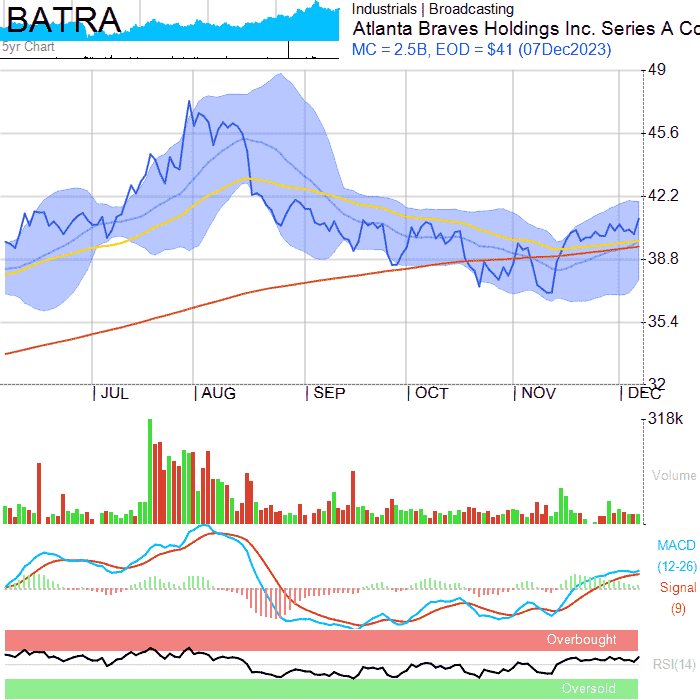 BATRA
5yr Chart
Industrials | Broadcasting
Atlanta Braves Holdings Inc. Series A Co
MC = 2.5B, EOD = $41 (07Dec2023)
49
45.6
42.2
38.8
35.4
32
JUL AUG SEP OCT NOV DEC
318k
Volume
MACD
(12-26)
Signal
(9)
Overbought
RSI(14)
Oversold